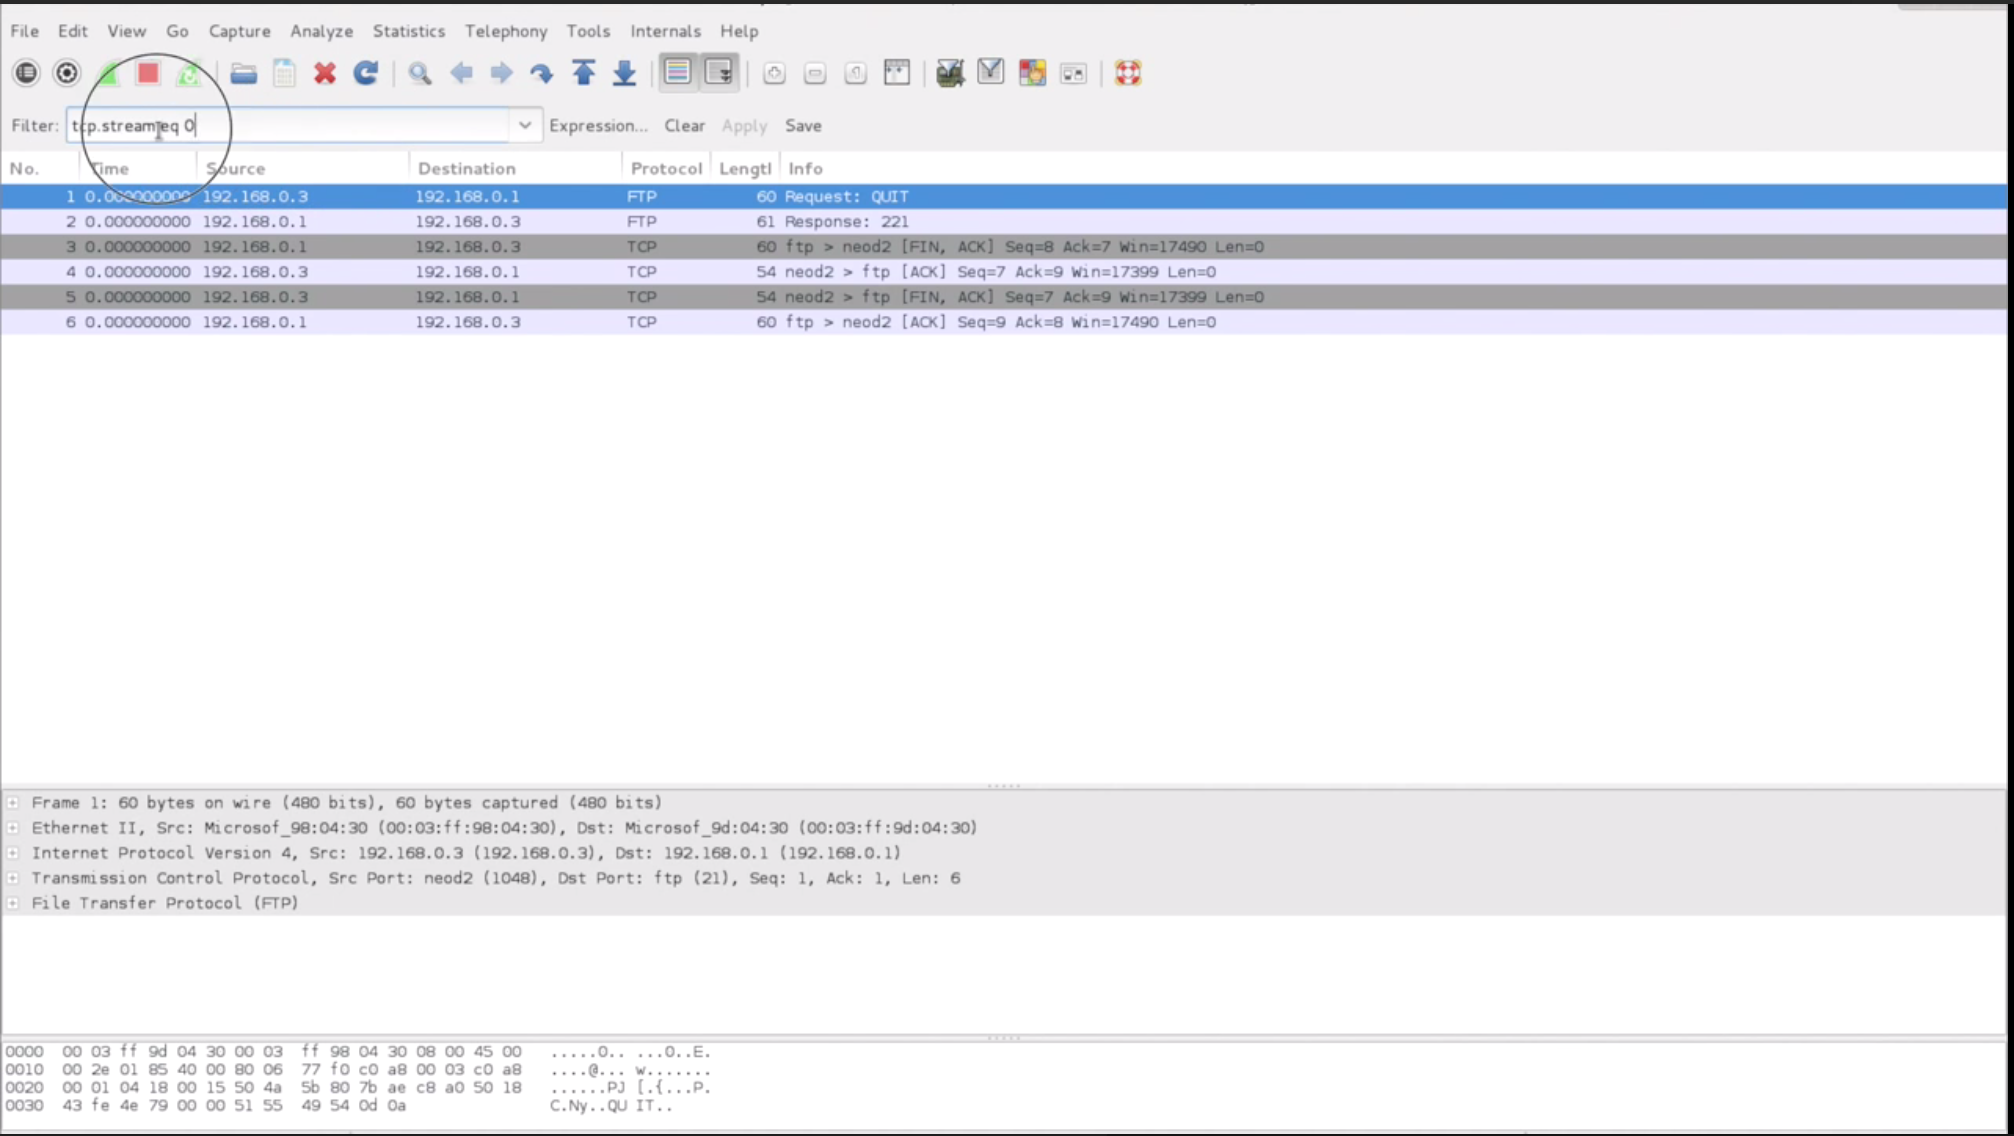 File Edit View Go Capture Analyze Statistics Telephony Tools Internals Help
Filter: tcp.stream eq 0 Expression... Clear Apply Save
No. Time Source Destination Protocol Lengtl Info
1 0.000000000 192.168.0.3 192.168.0.1 FTP 60 Request: QUIT
2 0.000000000 192.168.0.1 192.168.0.3 FTP 61 Response: 221
3 0.000000000 192.168.0.1 192.168.0.3 TCP 60 ftp > neod2 [FIN, ACK] Seq=8 Ack=7 Win=17490 Len=0
4 0.000000000 192.168.0.3 192.168.0.1 TCP 54 neod2 > ftp [ACK] Seq=7 Ack=9 Win=17399 Len=0
5 0.000000000 192.168.0.3 192.168.0.1 TCP 54 neod2 > ftp [FIN, ACK] Seq=7 Ack=9 Win=17399 Len=0
6 0.000000000 192.168.0.1 192.168.0.3 TCP 60 ftp > neod2 [ACK] Seq=9 Ack=8 Win=17490 Len=0
Frame 1: 60 bytes on wire (480 bits), 60 bytes captured (480 bits)
Ethernet II, Src: Microsof_98:04:30 (00:03:ff:98:04:30), Dst: Microsof_9d:04:30 (00:03:ff:9d:04:30)
Internet Protocol Version 4, Src: 192.168.0.3 (192.168.0.3), Dst: 192.168.0.1 (192.168.0.1)
Transmission Control Protocol, Src Port: neod2 (1048), Dst Port: ftp (21), Seq: 1, Ack: 1, Len: 6
File Transfer Protocol (FTP)
0000 00 03 ff 9d 04 30 00 03 ff 98 04 30 08 00 45 00 .....0.. ...0..E.
0010 00 2e 01 85 40 00 80 06 77 f0 c0 a8 00 03 c0 a8 ....@... w.......
0020 00 01 04 18 00 15 50 4a 5b 80 7b ae c8 a0 50 18 ......PJ [.{...P.
0030 43 fe 4e 79 00 00 51 55 49 54 0d 0a C.Ny..QU IT..